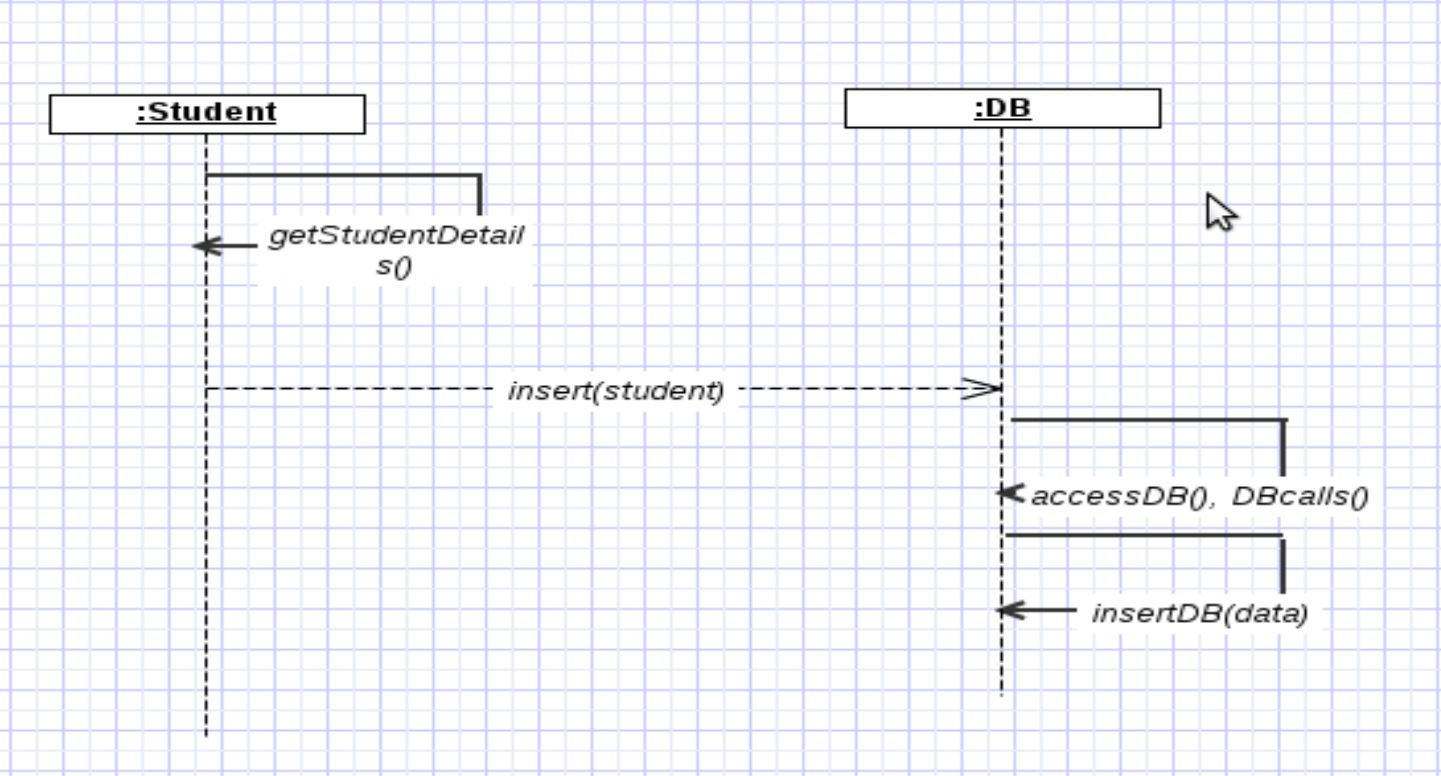 :Student
:DB
getStudentDetail
s()
insert(student)
accessDB(), DBcalls()
insertDB(data)